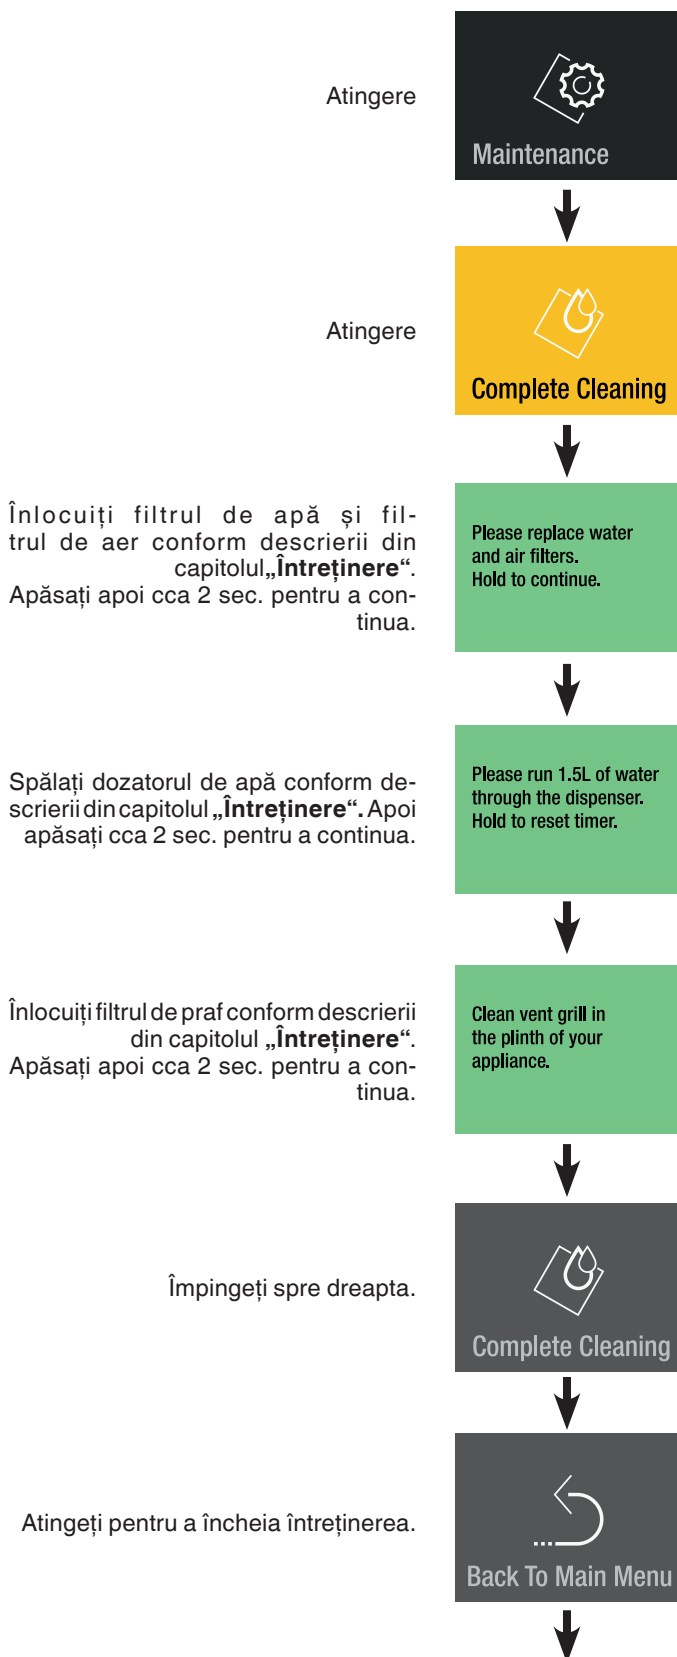 Atingere
Maintenance
Atingere
Complete Cleaning
Înlocuiți filtrul de apă și fil-
trul de aer conform descrierii din
capitolul„Întreținere“.
Apăsați apoi cca 2 sec. pentru a con-
tinua.
Please replace water
and air filters.
Hold to continue.
Spălați dozatorul de apă conform de-
scrierii din capitolul „Întreținere“. Apoi
apăsați cca 2 sec. pentru a continua.
Please run 1.5L of water
through the dispenser.
Hold to reset timer.
Înlocuiți filtrul de praf conform descrierii
din capitolul „Întreținere“.
Apăsați apoi cca 2 sec. pentru a con-
tinua.
Clean vent grill in
the plinth of your
appliance.
Împingeți spre dreapta.
Complete Cleaning
Atingeți pentru a încheia întreținerea.
Back To Main Menu